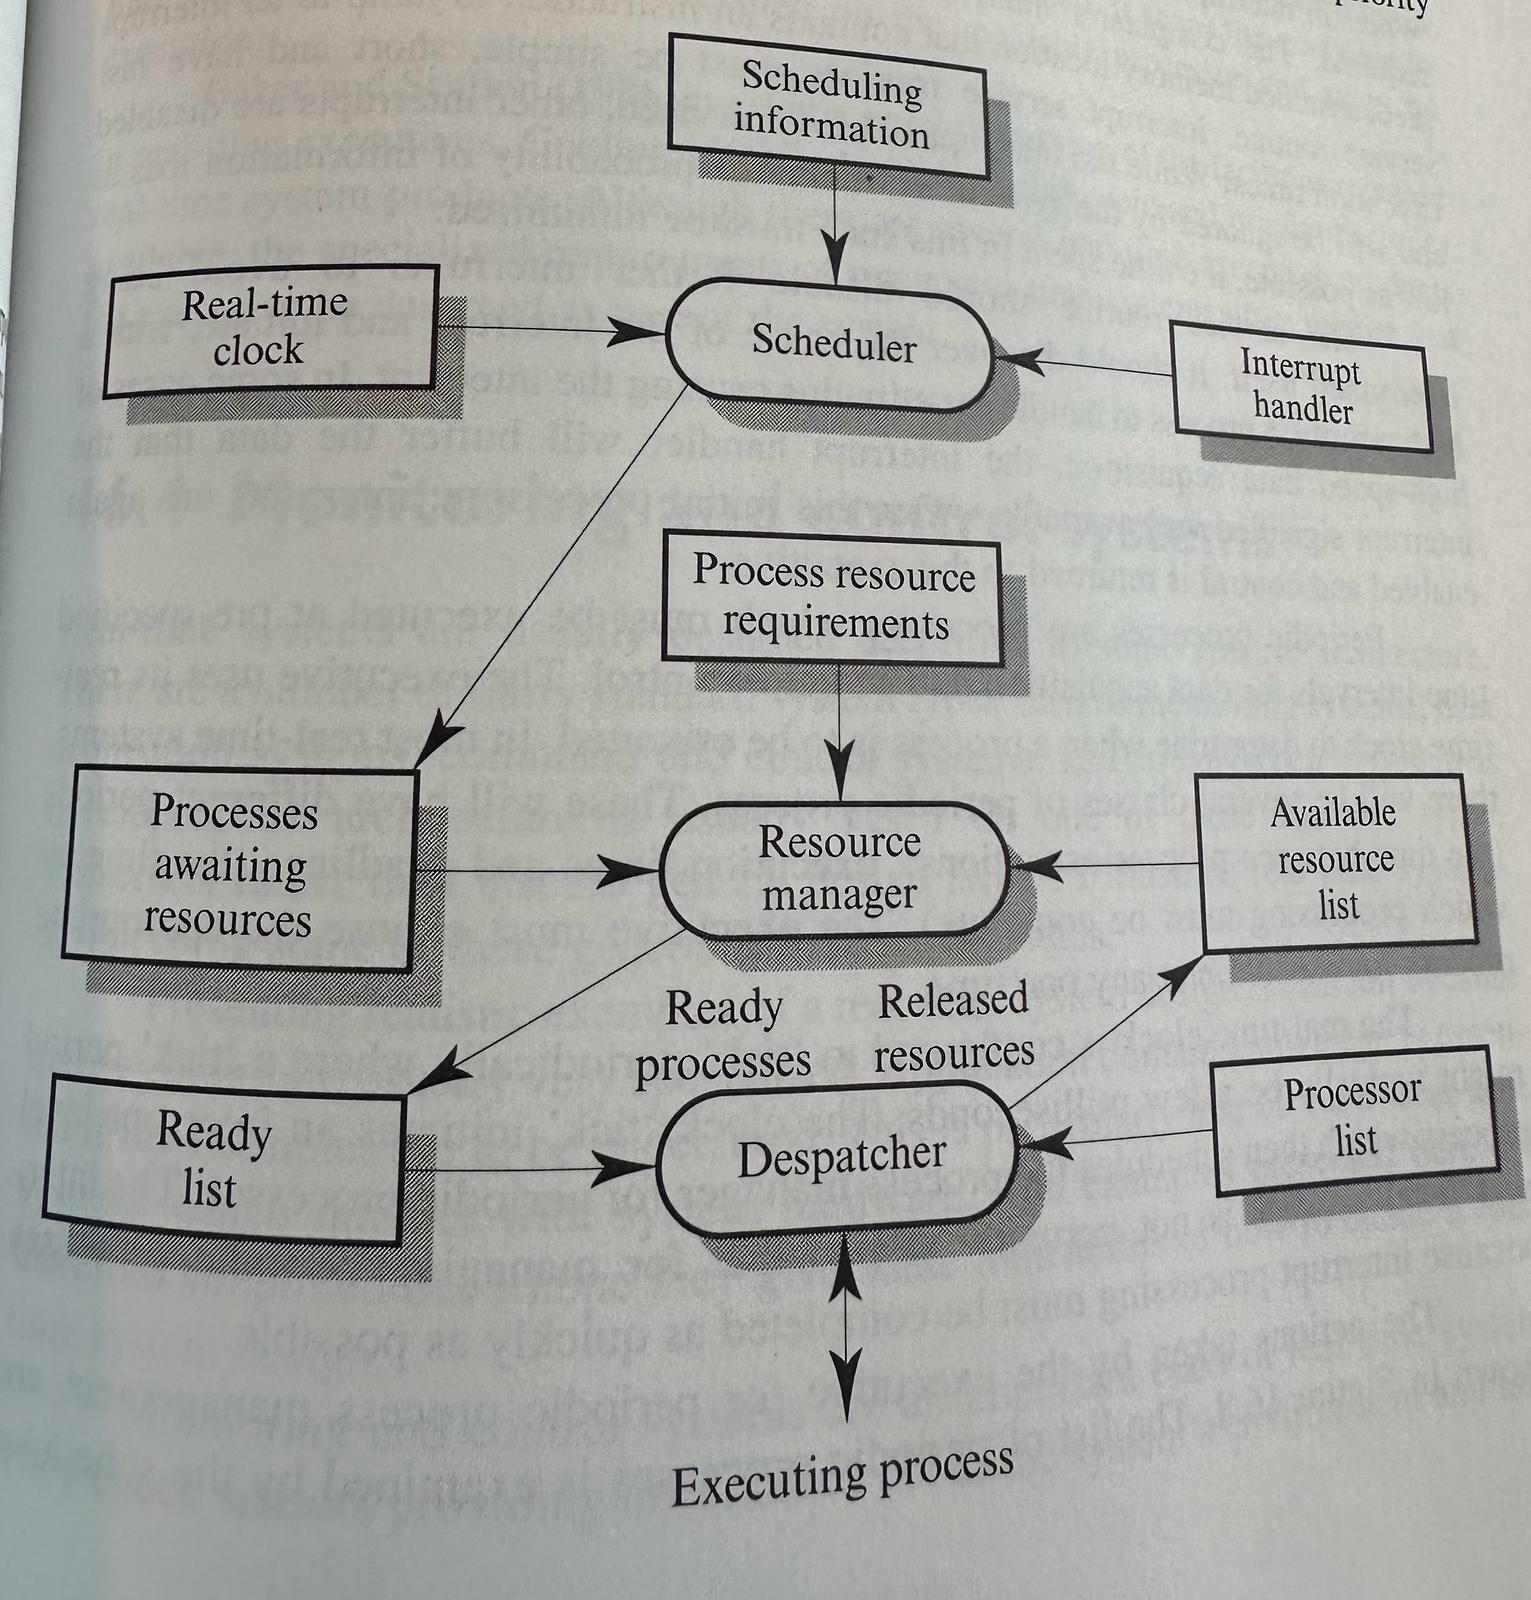 Scheduling
information
Real-time
clock
Scheduler
Interrupt
handler
Process resource
requirements
Processes
awaiting
resources
Resource
manager
Available
resource
list
Ready
processes
Released
resources
Ready
list
Despatcher
Processor
list
Executing process